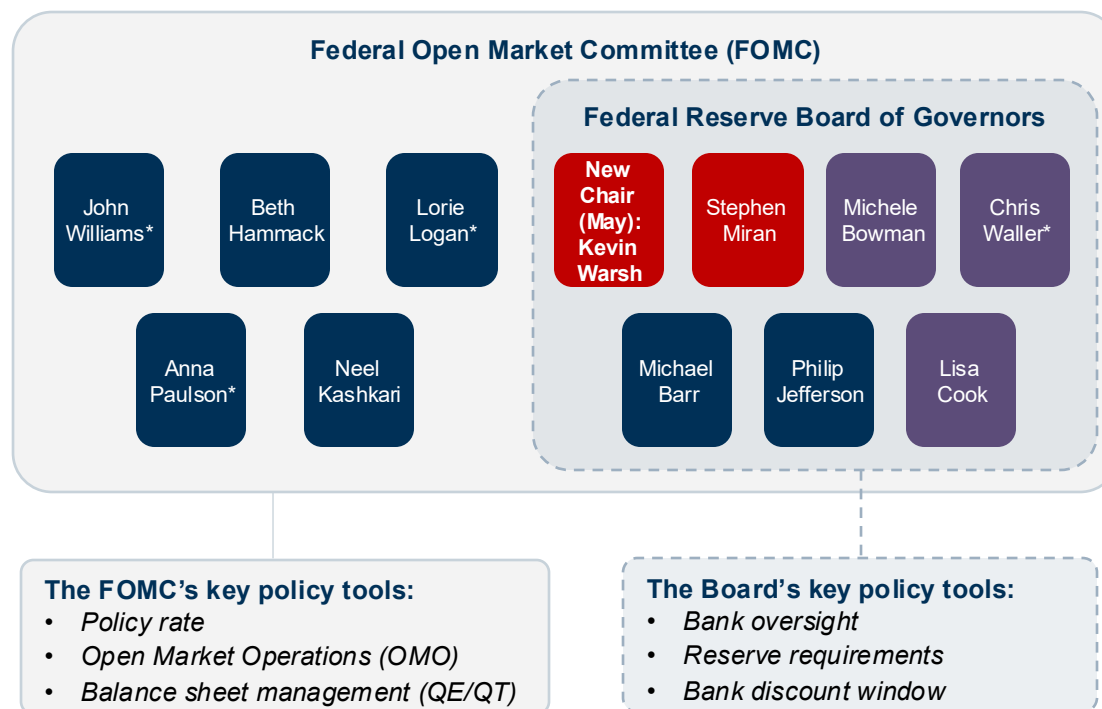 Federal Open Market Committee (FOMC)
Federal Reserve Board of Governors
John
Williams*
Beth
Hammack
Lorie
Logan*
New
Chair
(May):
Kevin
Warsh
Stephen
Miran
Michele
Bowman
Chris
Waller*
Anna
Paulson*
Neel
Kashkari
Michael
Barr
Philip
Jefferson
Lisa
Cook
The FOMC’s key policy tools:
• Policy rate
• Open Market Operations (OMO)
• Balance sheet management (QE/QT)
The Board’s key policy tools:
• Bank oversight
• Reserve requirements
• Bank discount window